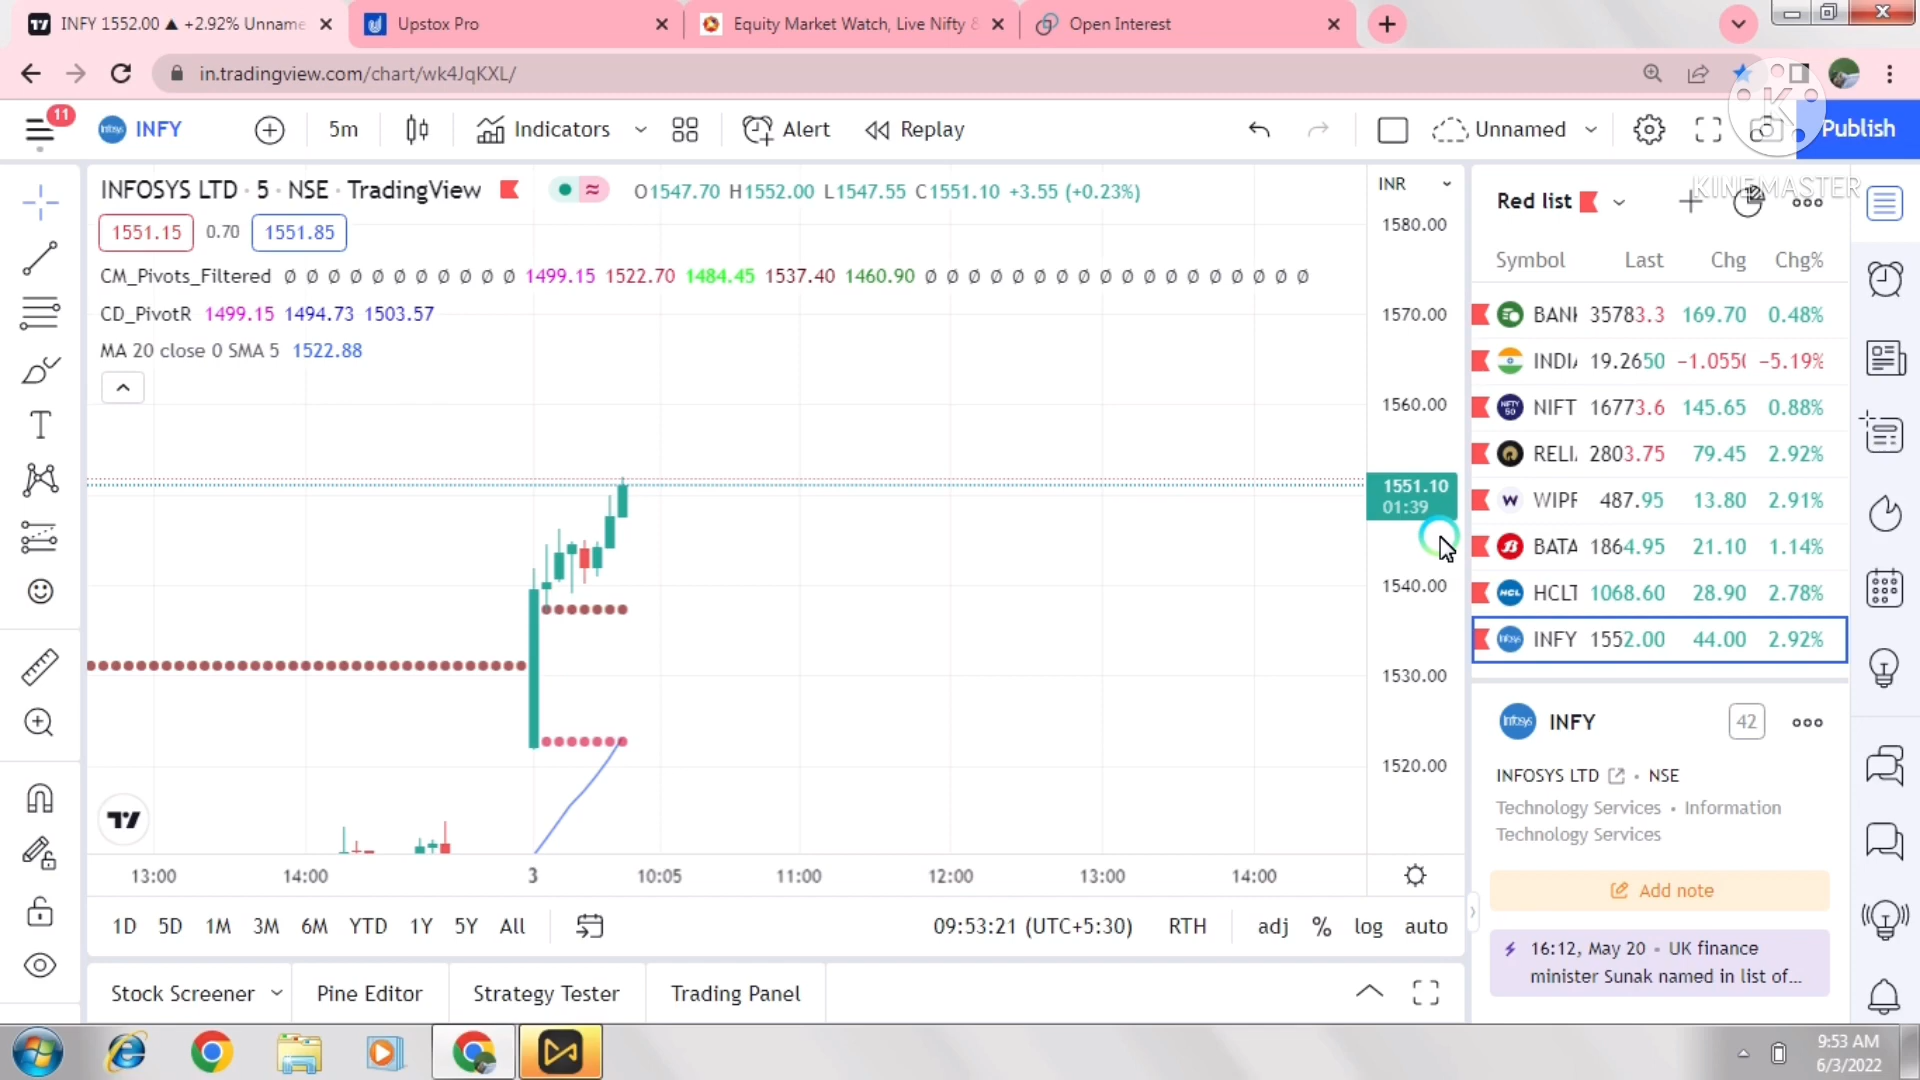 INFY 1552.00 ▲ +2.92% Unname
Upstox Pro
Equity Market Watch, Live Nifty &
Open Interest
in.tradingview.com/chart/wk4JqKXL/
11
INFY
5m
Indicators
Alert
Replay
Unnamed
Publish
KINEMASTER
INFOSYS LTD · 5 · NSE · TradingView
O1547.70 H1552.00 L1547.55 C1551.10 +3.55 (+0.23%)
1551.15 0.70 1551.85
CM_Pivots_Filtered Ø Ø Ø Ø Ø Ø Ø Ø Ø Ø Ø 1499.15 1522.70 1484.45 1537.40 1460.90 Ø Ø Ø Ø Ø Ø Ø Ø Ø Ø Ø Ø Ø Ø Ø Ø Ø Ø
CD_PivotR 1499.15 1494.73 1503.57
MA 20 close 0 SMA 5 1522.88
INR
1580.00
1570.00
1560.00
1551.10
01:39
1540.00
1530.00
1520.00
13:00 14:00 3 10:05 11:00 12:00 13:00 14:00
1D 5D 1M 3M 6M YTD 1Y 5Y All
09:53:21 (UTC+5:30) RTH adj % log auto
Stock Screener Pine Editor Strategy Tester Trading Panel
Red list
Symbol Last Chg Chg%
BANK 35783.3 169.70 0.48%
INDI 19.2650 −1.0550 −5.19%
NIFT 16773.6 145.65 0.88%
NIFTY 50
RELI 2803.75 79.45 2.92%
WIPR 487.95 13.80 2.91%
BATA 1864.95 21.10 1.14%
HCL HCLT 1068.60 28.90 2.78%
Infosys INFY 1552.00 44.00 2.92%
Infosys INFY 42
INFOSYS LTD • NSE
Technology Services • Information
Technology Services
Add note
16:12, May 20 • UK finance
minister Sunak named in list of...
9:53 AM
6/3/2022